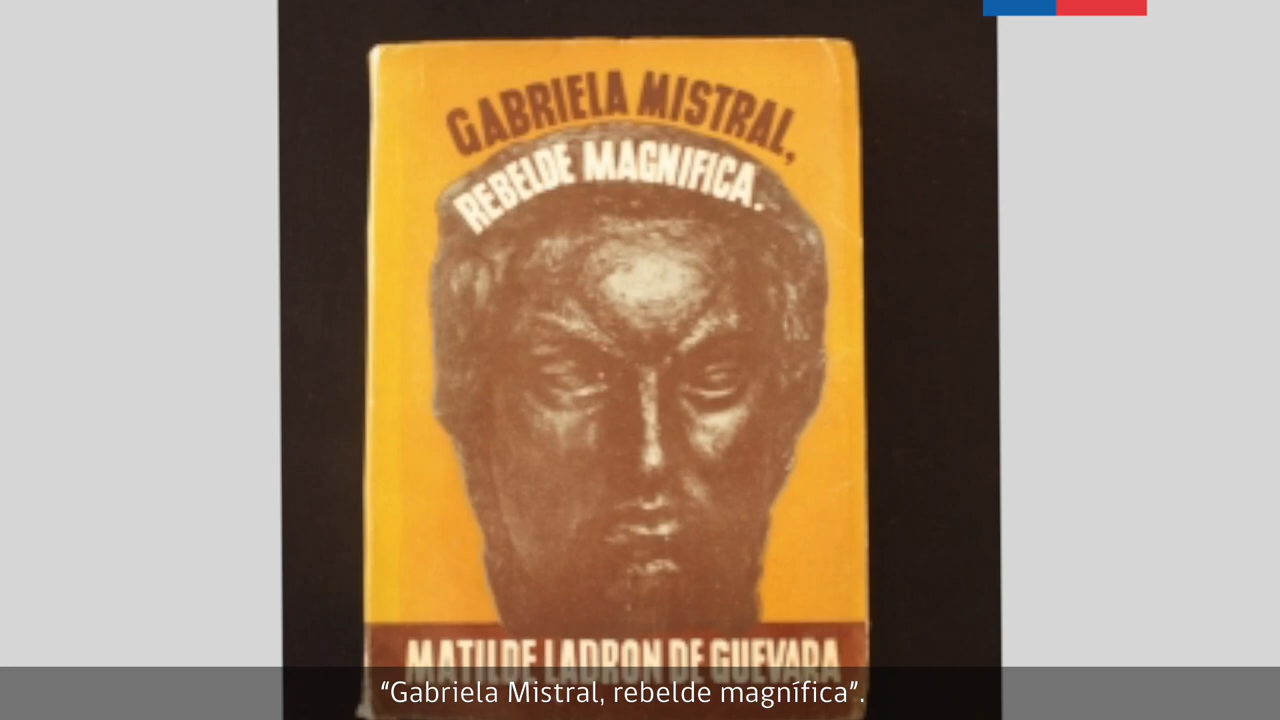 GABRIELA MISTRAL,
REBELDE MAGNIFICA.
MATILDE LADRON DE GUEVARA
“Gabriela Mistral, rebelde magnífica”.